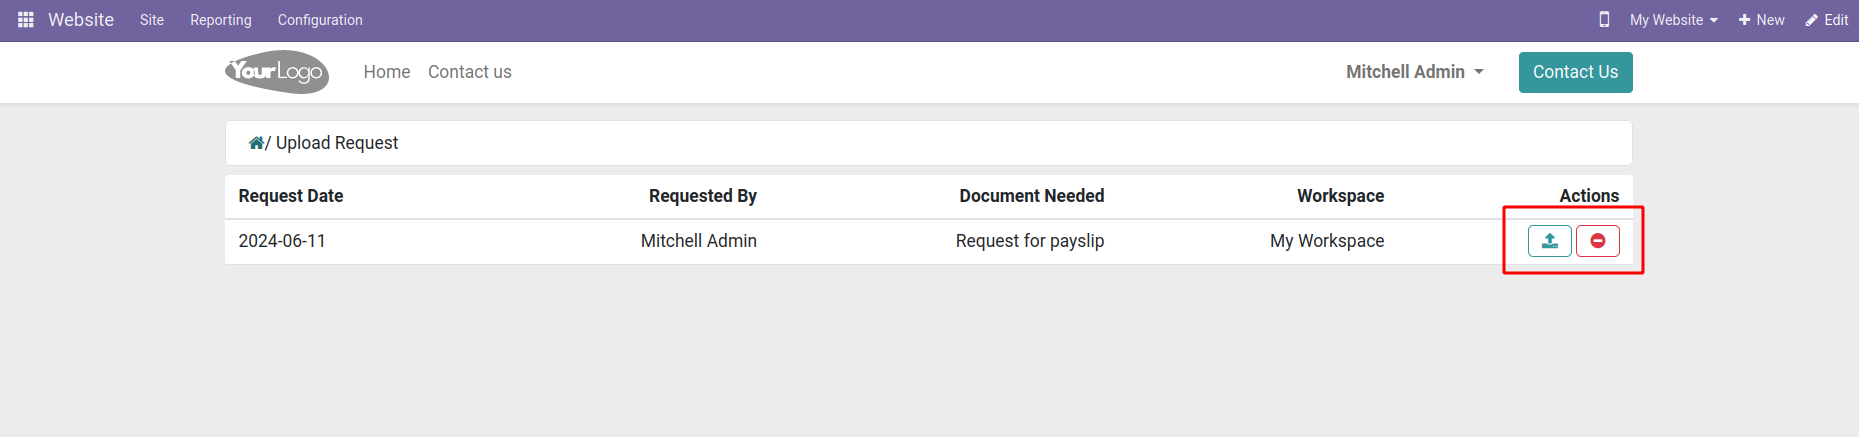 Website Site Reporting Configuration My Website New Edit
YourLogo Home Contact us Mitchell Admin Contact Us
/ Upload Request
Request Date Requested By Document Needed Workspace Actions
2024-06-11 Mitchell Admin Request for payslip My Workspace